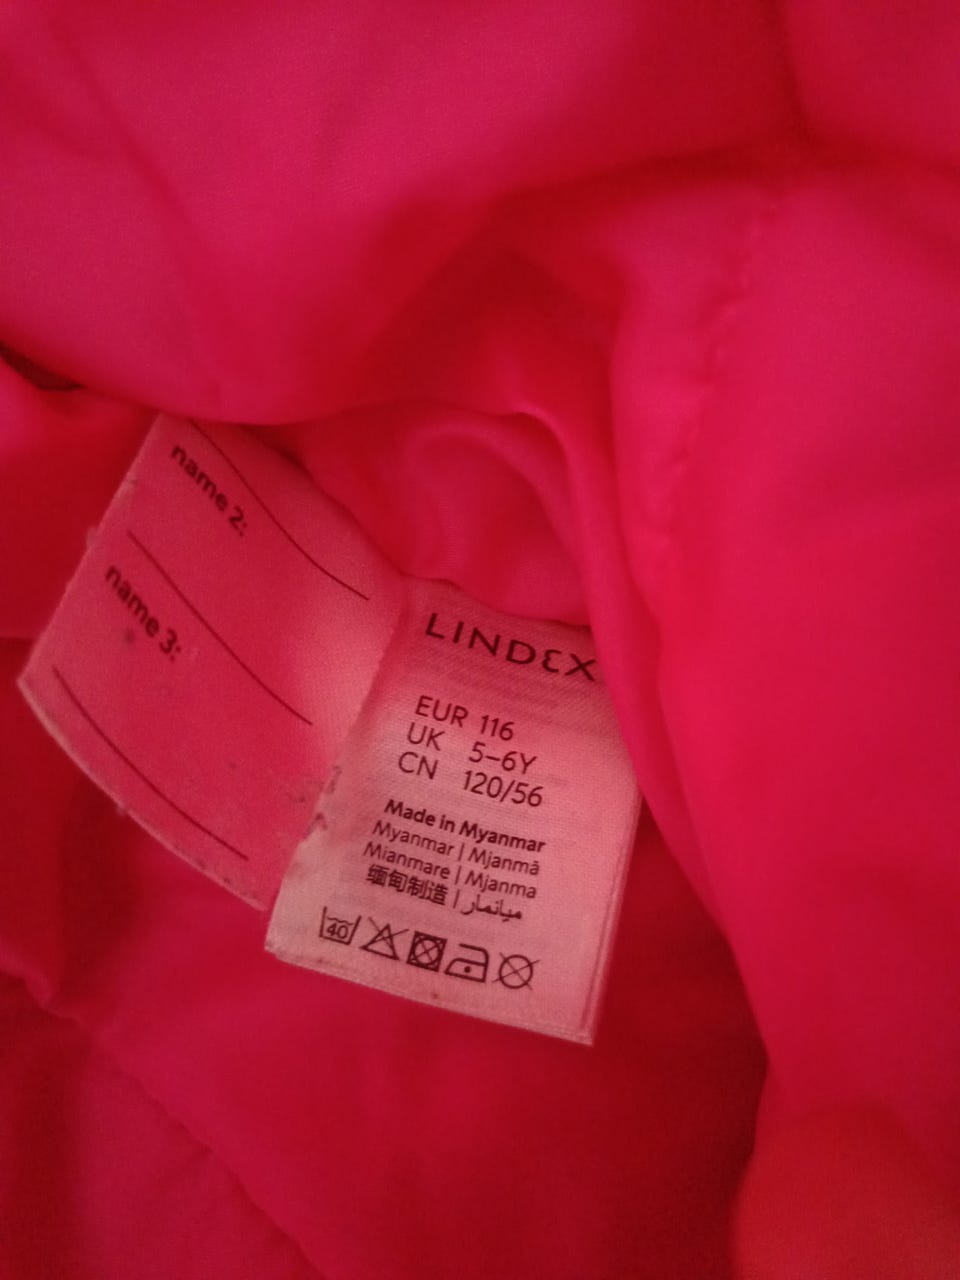 name 2:
name 3:
LINDEX
EUR 116
UK 5–6Y
CN 120/56
Made in Myanmar
Myanmar | Mjanmā
Mianmare | Mjanma
缅甸制造 | ميانمار
40